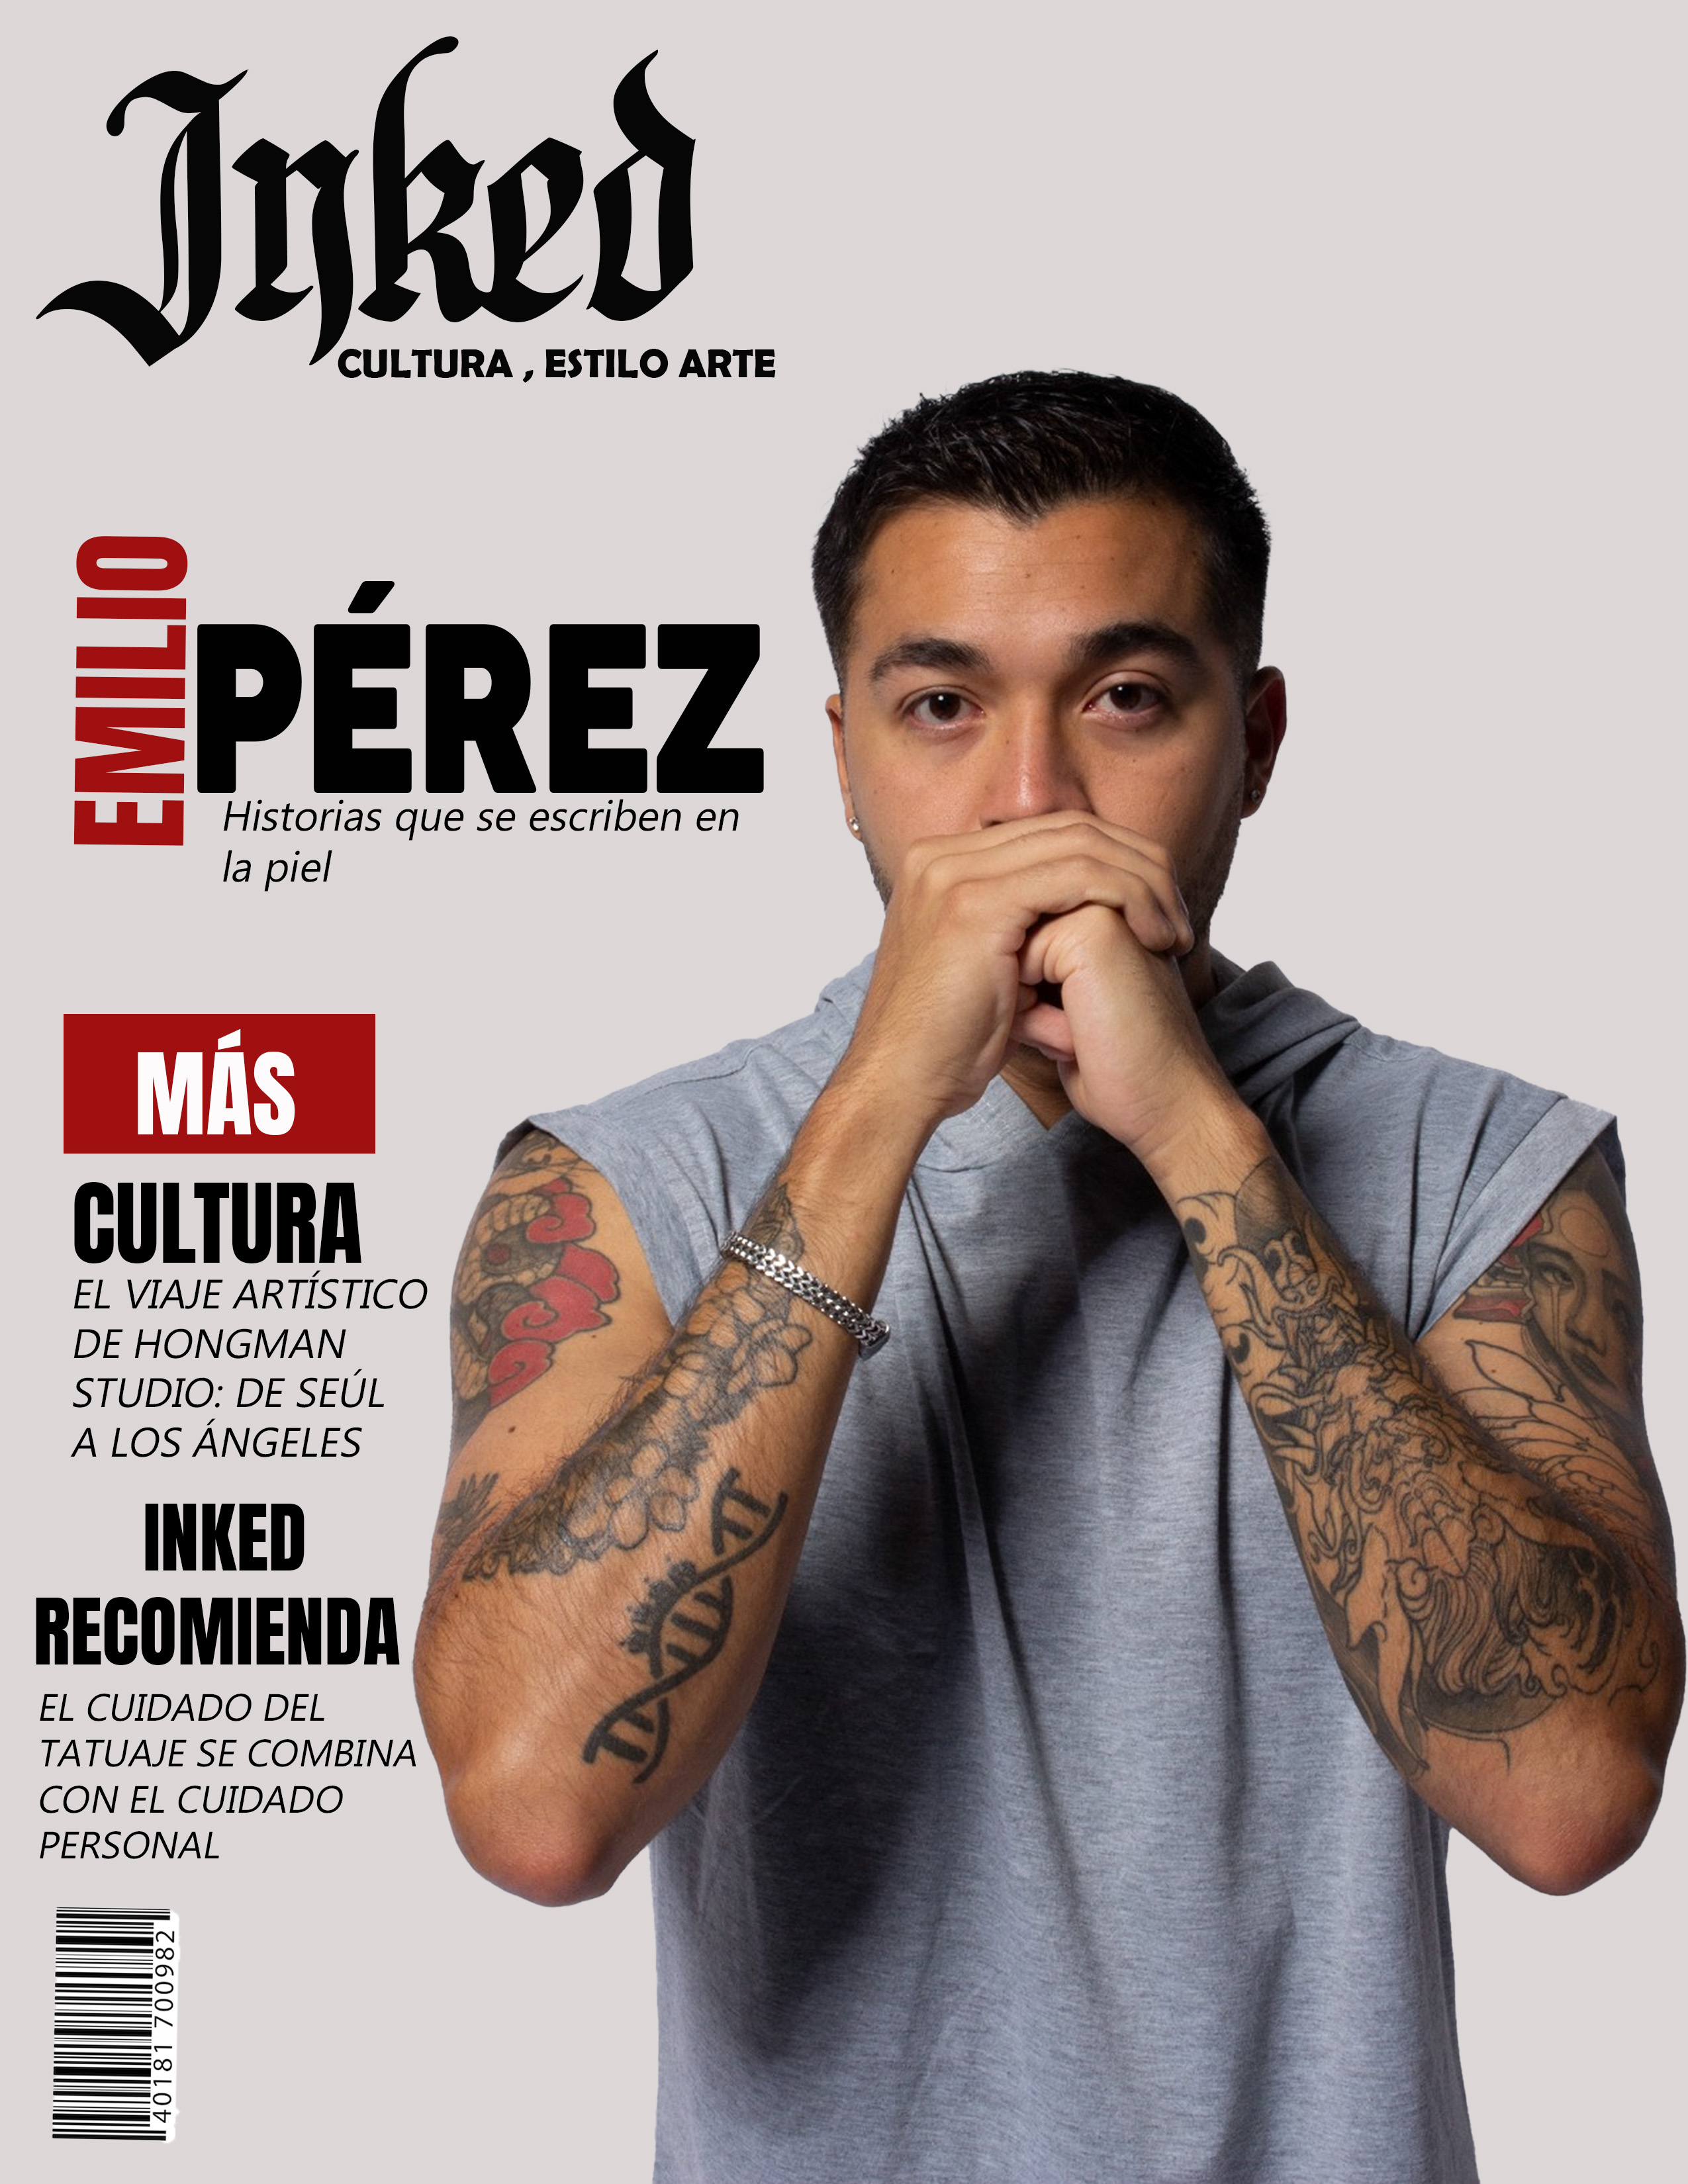 Inked
CULTURA , ESTILO ARTE
EMILIO
PÉREZ
Historias que se escriben en
la piel
MÁS
CULTURA
EL VIAJE ARTÍSTICO
DE HONGMAN
STUDIO: DE SEÚL
A LOS ÁNGELES
INKED
RECOMIENDA
EL CUIDADO DEL
TATUAJE SE COMBINA
CON EL CUIDADO
PERSONAL
40181 700982